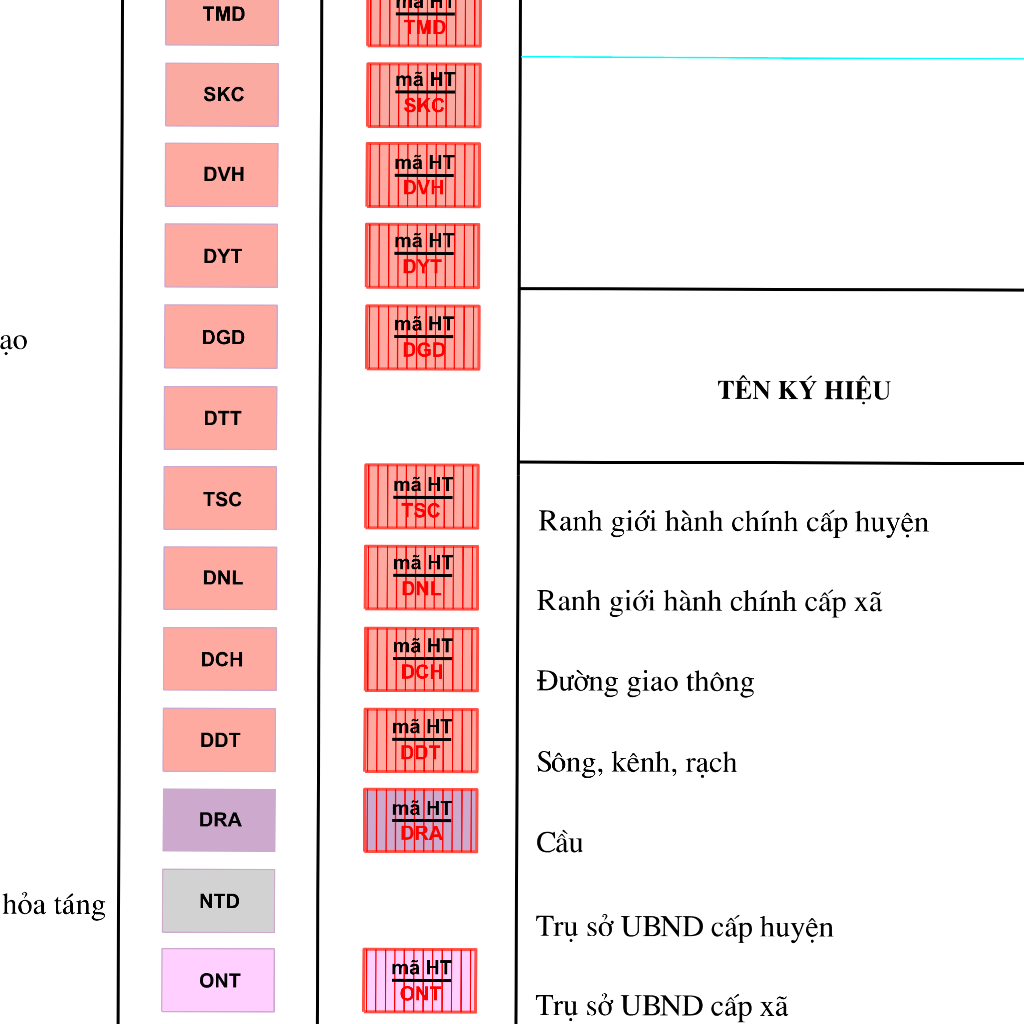 TMD
mã HT
TMD
SKC
mã HT
SKC
DVH
mã HT
DVH
DYT
mã HT
DYT
ạo
DGD
mã HT
DGD
TÊN KÝ HIỆU
DTT
TSC
mã HT
TSC
Ranh giới hành chính cấp huyện
DNL
mã HT
DNL
Ranh giới hành chính cấp xã
DCH
mã HT
DCH
Đường giao thông
DDT
mã HT
DDT
Sông, kênh, rạch
DRA
mã HT
DRA
Cầu
hỏa táng
NTD
Trụ sở UBND cấp huyện
ONT
mã HT
ONT
Trụ sở UBND cấp xã